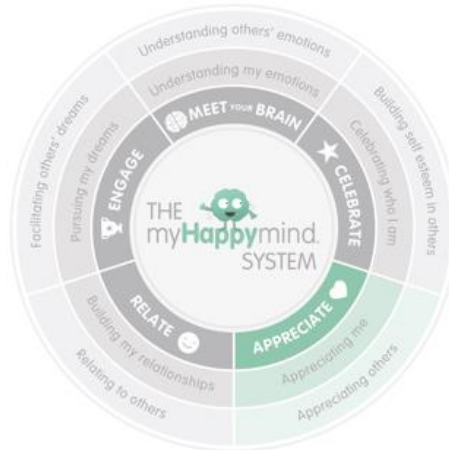 Understanding others' emotions
Understanding my emotions
MEET YOUR BRAIN
Building self esteem in others
Celebrating who I am
CELEBRATE
Facilitating others' dreams
Pursuing my dreams
ENGAGE
THE
myHappymind.
SYSTEM
RELATE
Building my relationships
Relating to others
APPRECIATE
Appreciating me
Appreciating others